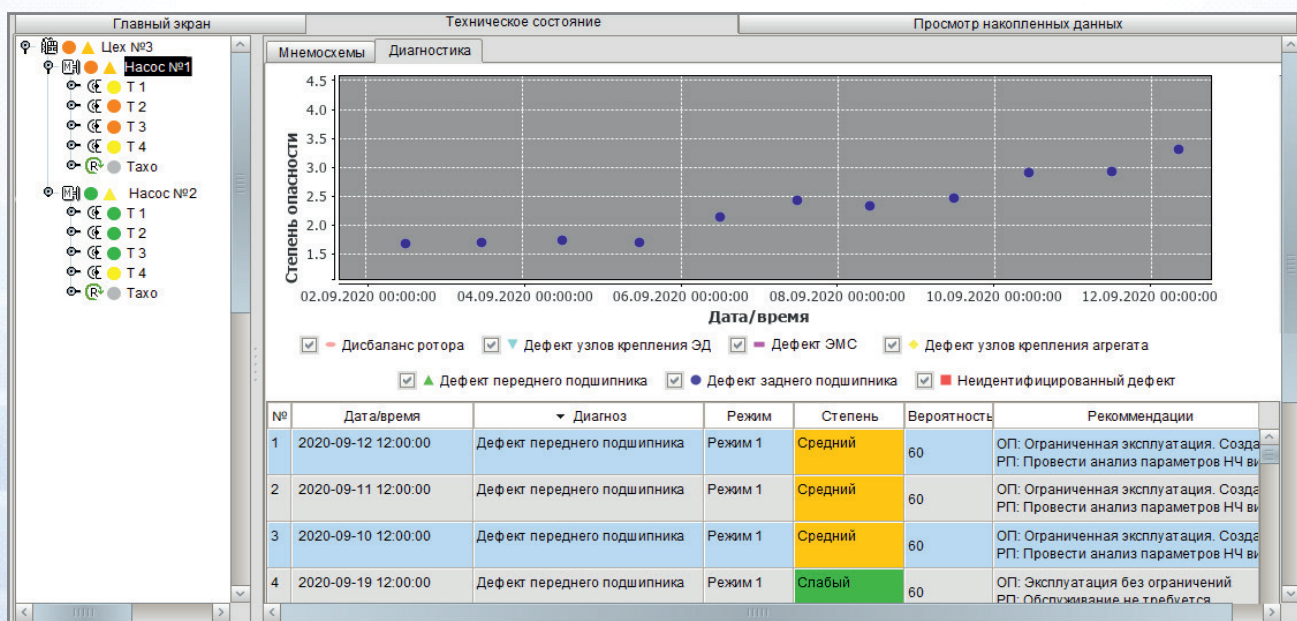 Главный экран
Техническое состояние
Просмотр накопленных данных
Цех №3
Насос №1
Т 1
Т 2
Т 3
Т 4
Тахо
Насос №2
Т 1
Т 2
Т 3
Т 4
Тахо
Мнемосхемы Диагностика
Степень опасности
4.5
4.0
3.5
3.0
2.5
2.0
1.5
02.09.2020 00:00:00 04.09.2020 00:00:00 06.09.2020 00:00:00 08.09.2020 00:00:00 10.09.2020 00:00:00 12.09.2020 00:00:00
Дата/время
Дисбаланс ротора Дефект узлов крепления ЭД Дефект ЭМС Дефект узлов крепления агрегата
Дефект переднего подшипника Дефект заднего подшипника Неидентифицированный дефект
№ Дата/время Диагноз Режим Степень Вероятность Рекоммендации
1 2020-09-12 12:00:00 Дефект переднего подшипника Режим 1 Средний 60 ОП: Ограниченная эксплуатация. Созда
РП: Провести анализ параметров НЧ ви
2 2020-09-11 12:00:00 Дефект переднего подшипника Режим 1 Средний 60 ОП: Ограниченная эксплуатация. Созда
РП: Провести анализ параметров НЧ ви
3 2020-09-10 12:00:00 Дефект переднего подшипника Режим 1 Средний 60 ОП: Ограниченная эксплуатация. Созда
РП: Провести анализ параметров НЧ ви
4 2020-09-19 12:00:00 Дефект переднего подшипника Режим 1 Слабый 60 ОП: Эксплуатация без ограничений
РП: Обслуживание не требуется